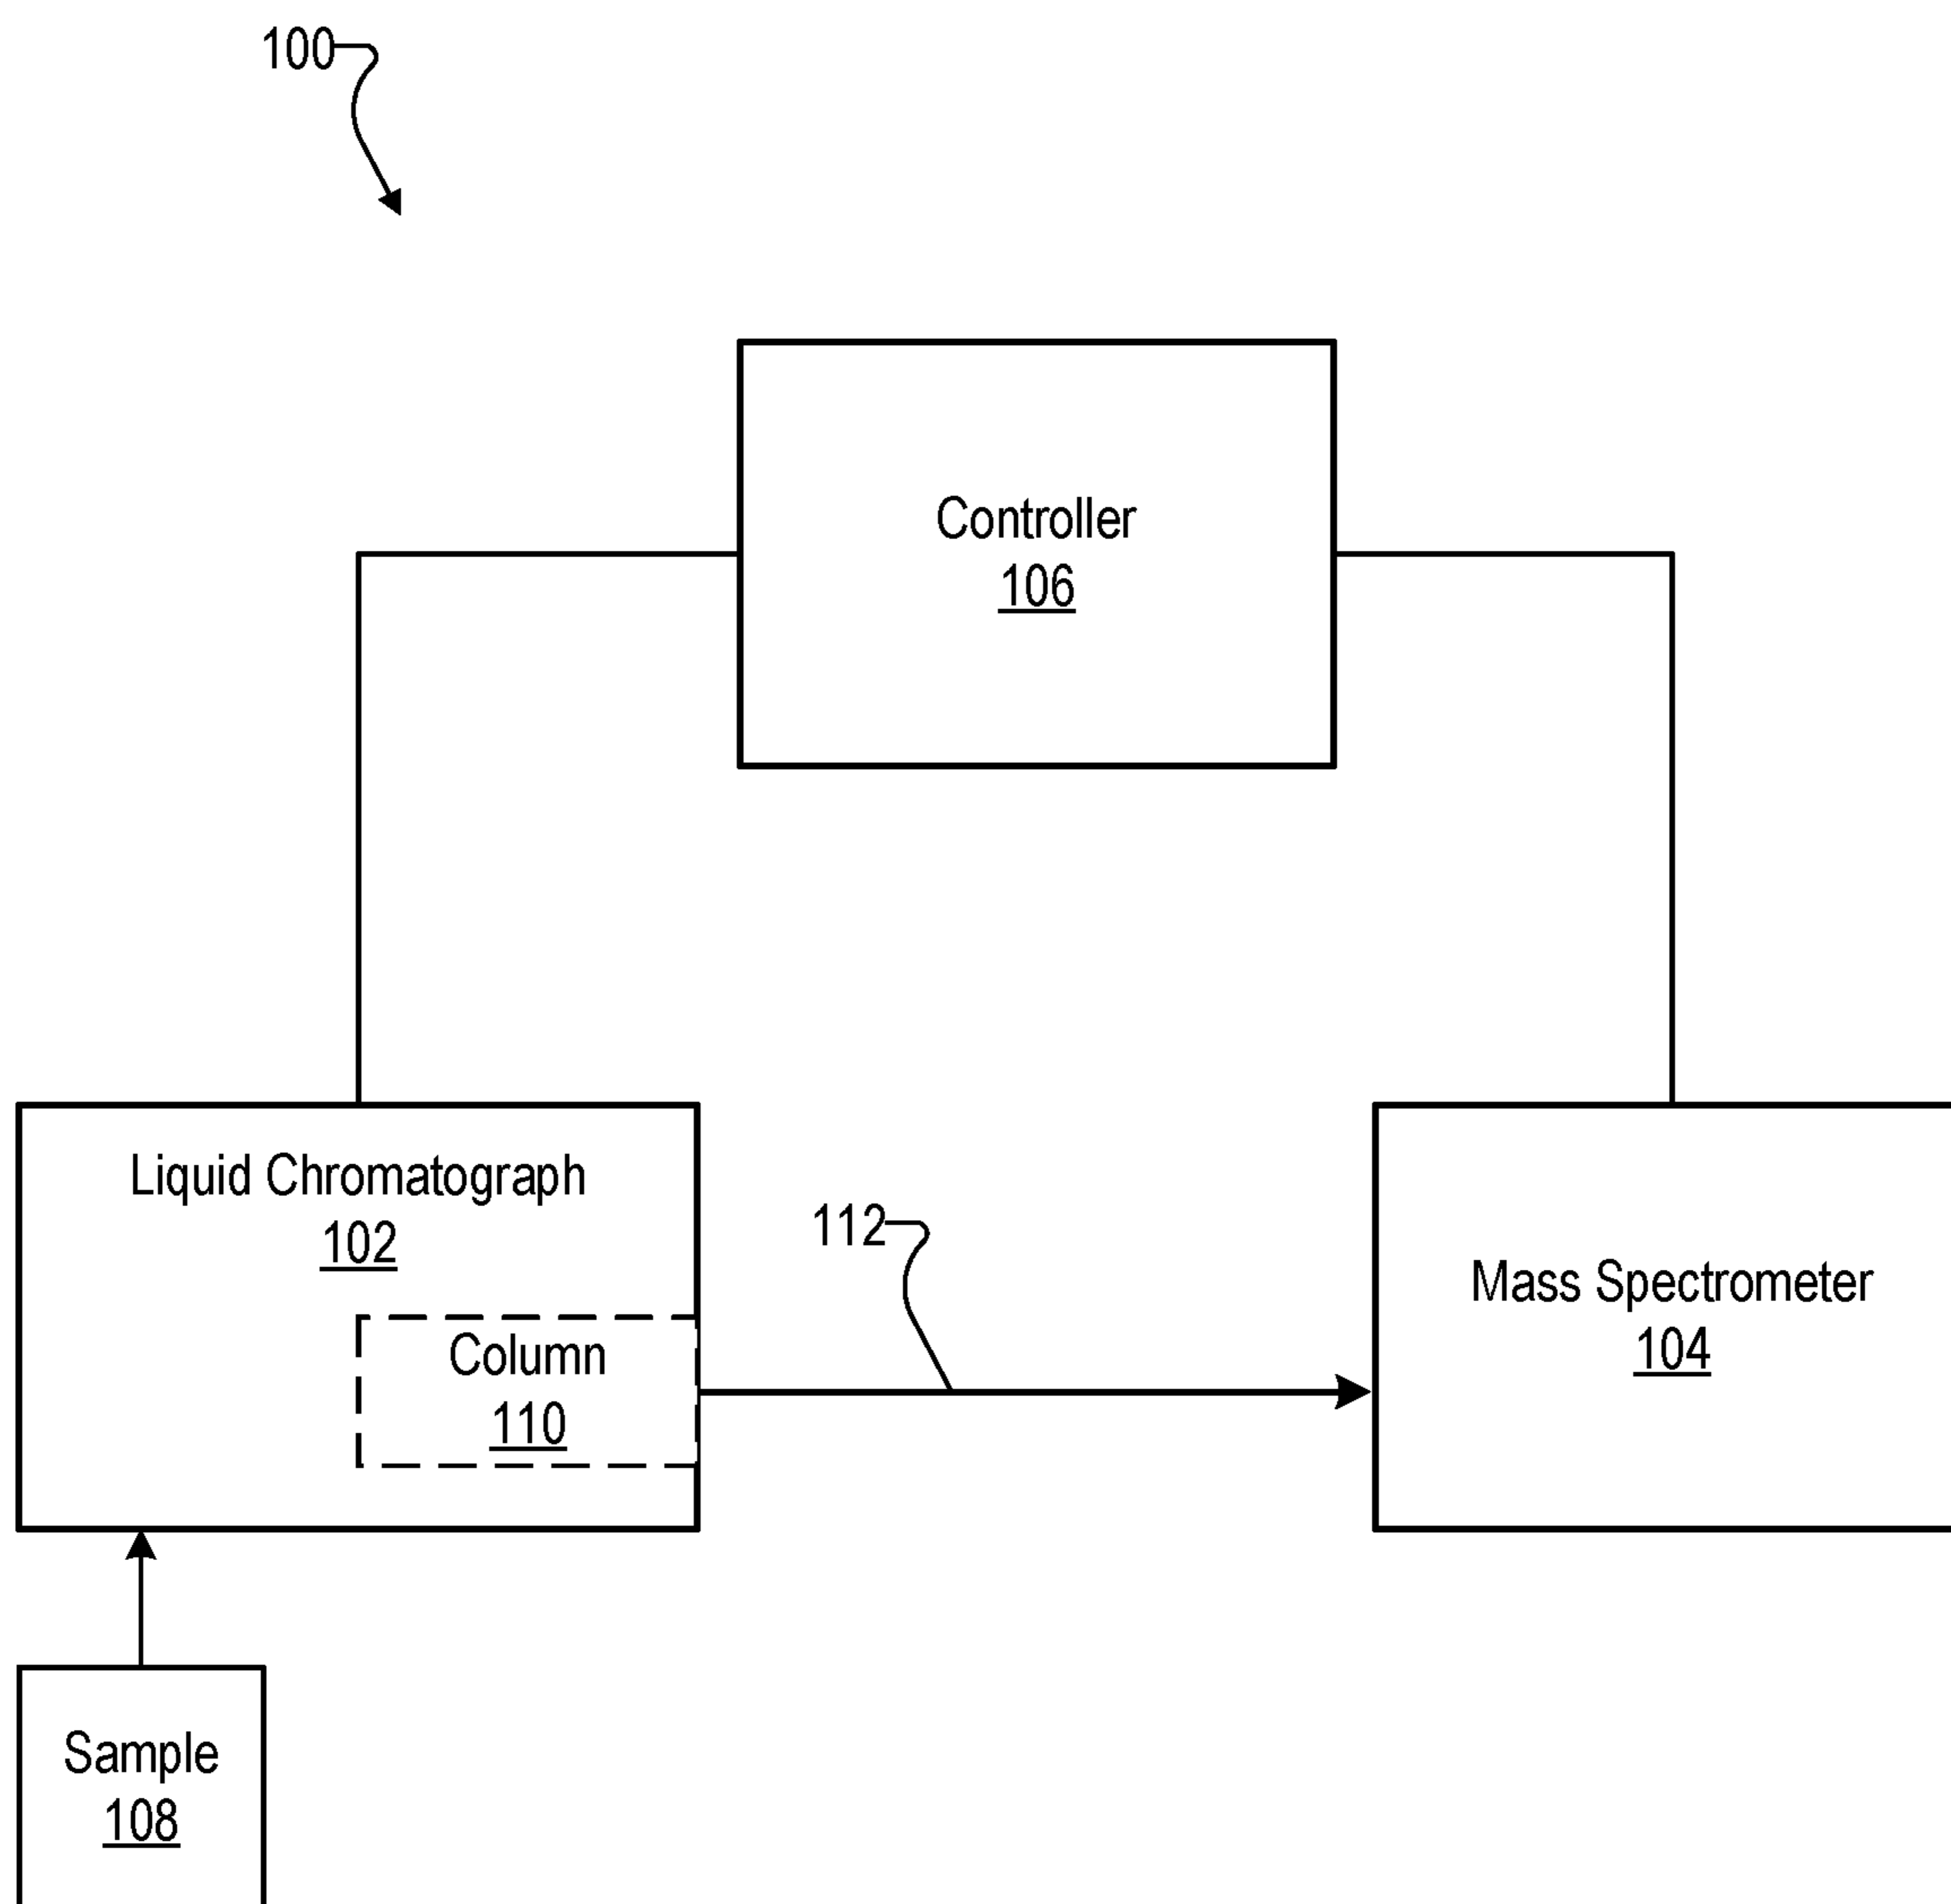 100
Controller
106
Liquid Chromatograph
102
112
Column
110
Mass Spectrometer
104
Sample
108